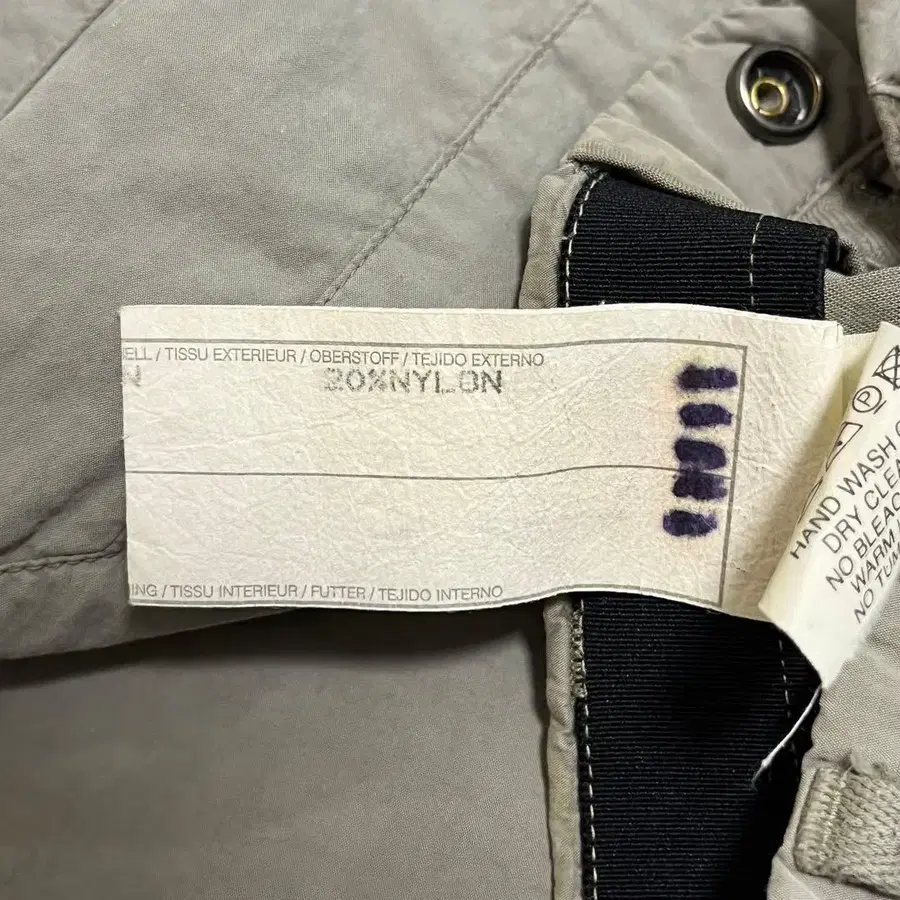 ELL / TISSU EXTERIEUR / OBERSTOFF / TEJIDO EXTERNO
N 20%NYLON
ING / TISSU INTERIEUR / FUTTER / TEJIDO INTERNO
P
HAND WASH
DRY CLEA
NO BLEAC
WARM
NO TUM